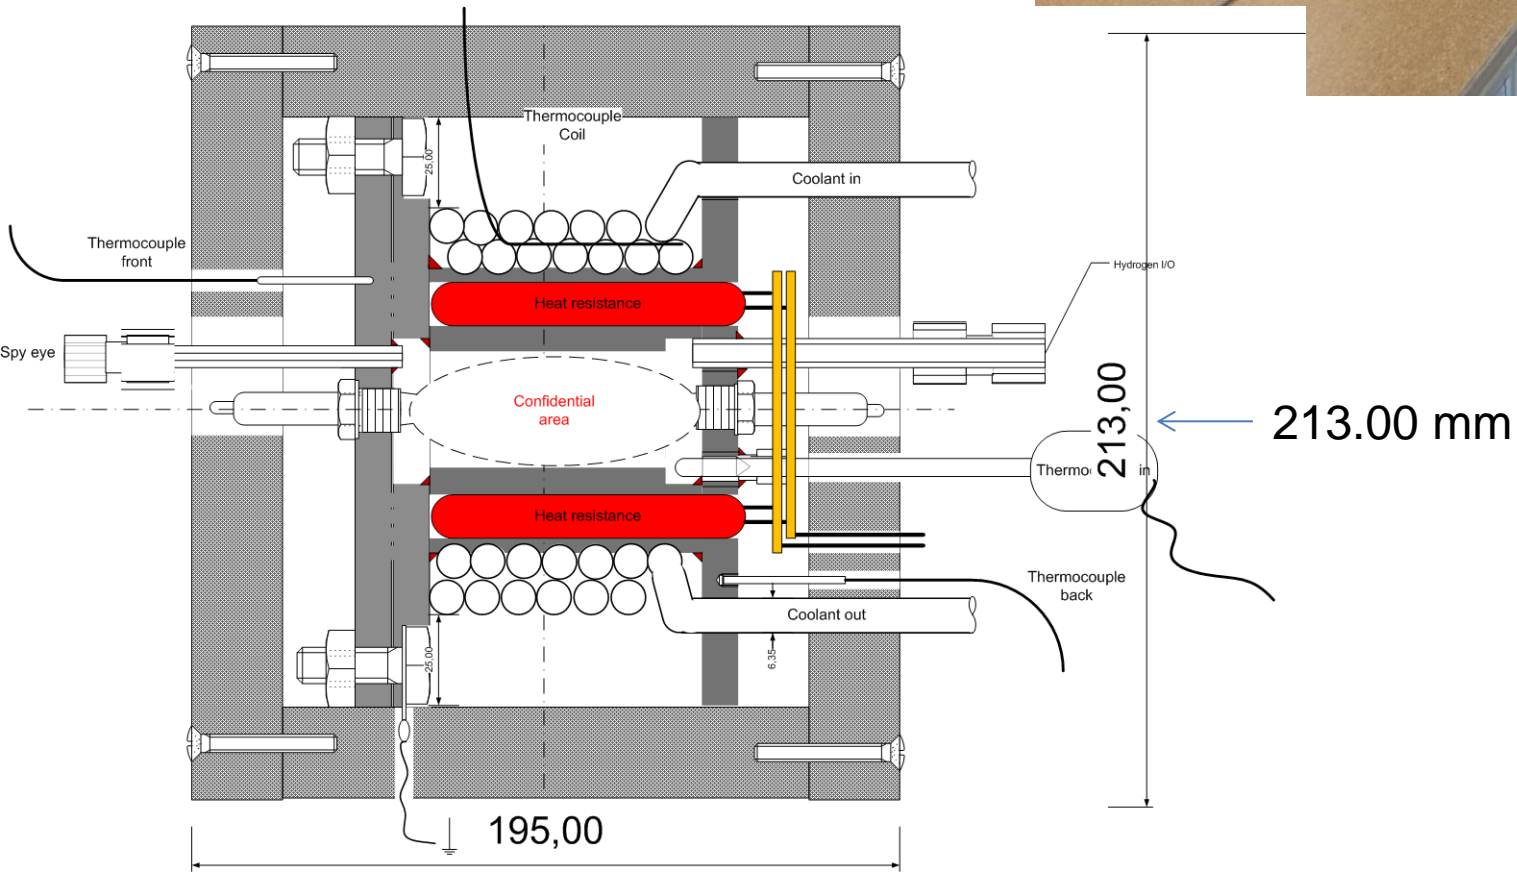 Thermocouple
Coil
25,00
Coolant in
Thermocouple
front
Hydrogen I/O
Heat resistance
Spy eye
Confidential
area
213,00
213.00 mm
in
Heat resistance
Thermocouple
back
Coolant out
25,00
6,35
195,00